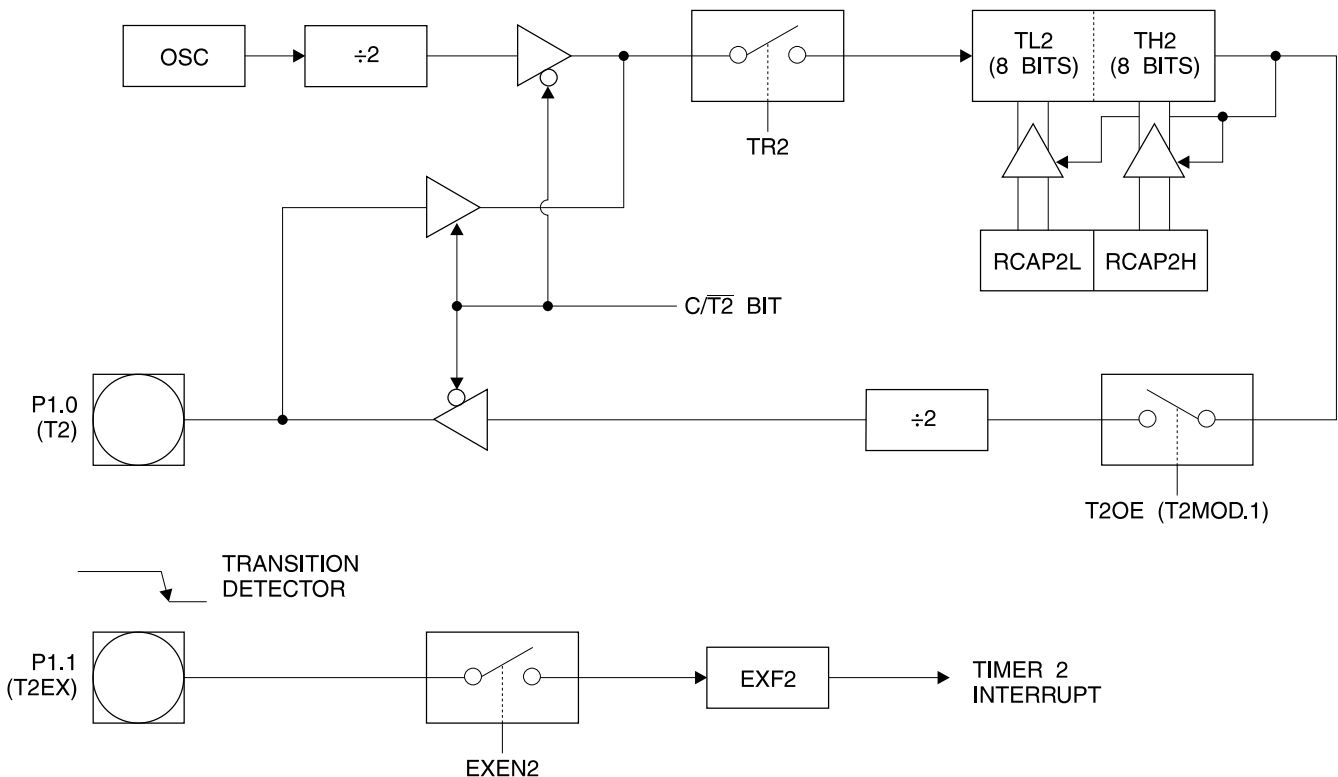 OSC
÷2
TR2
TL2
(8 BITS)
TH2
(8 BITS)
RCAP2L
RCAP2H
C/T2̅ BIT
P1.0
(T2)
÷2
T2OE (T2MOD.1)
TRANSITION
DETECTOR
P1.1
(T2EX)
EXEN2
EXF2
TIMER 2
INTERRUPT